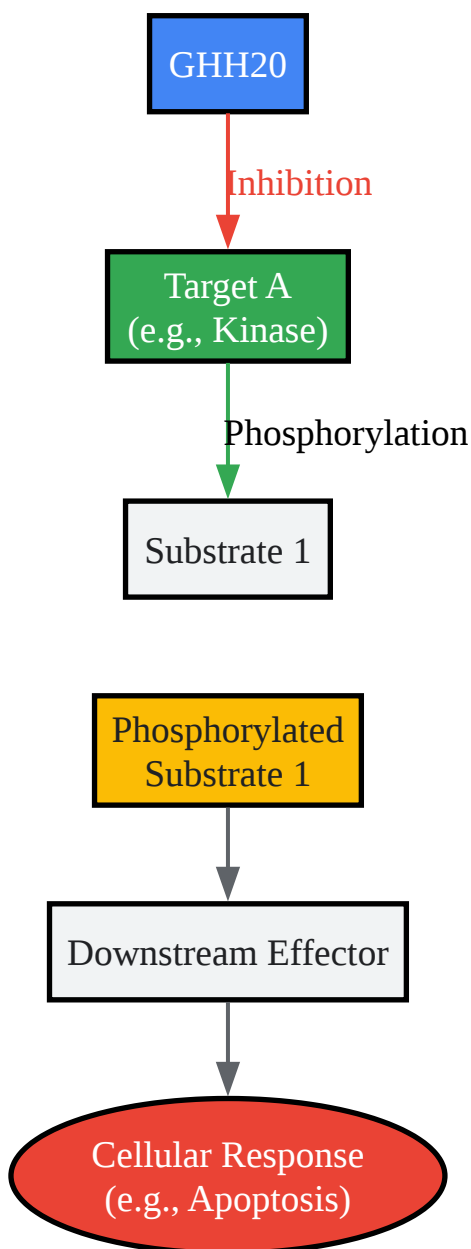 GHH20
Inhibition
Target A
(e.g., Kinase)
Phosphorylation
Substrate 1
Phosphorylated
Substrate 1
Downstream Effector
Cellular Response
(e.g., Apoptosis)